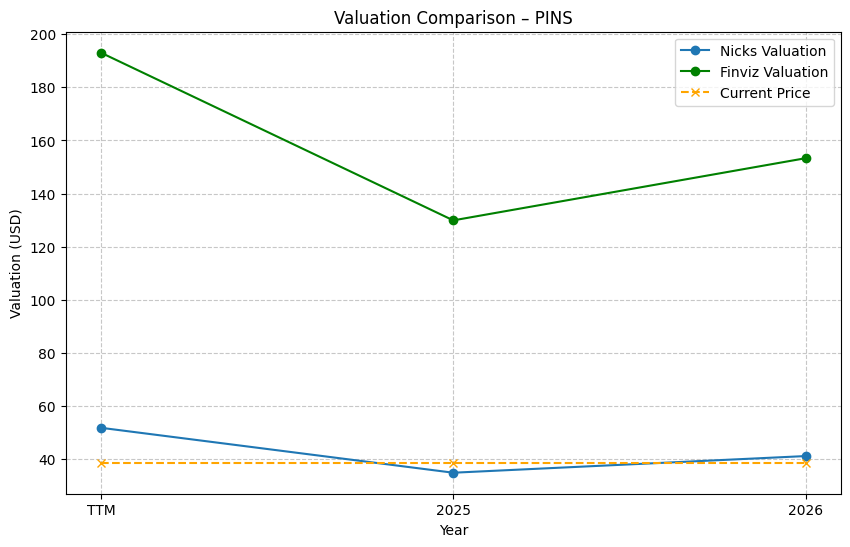 Valuation Comparison – PINS
Nicks Valuation
Finviz Valuation
Current Price
Valuation (USD)
200
180
160
140
120
100
80
60
40
TTM
2025
2026
Year